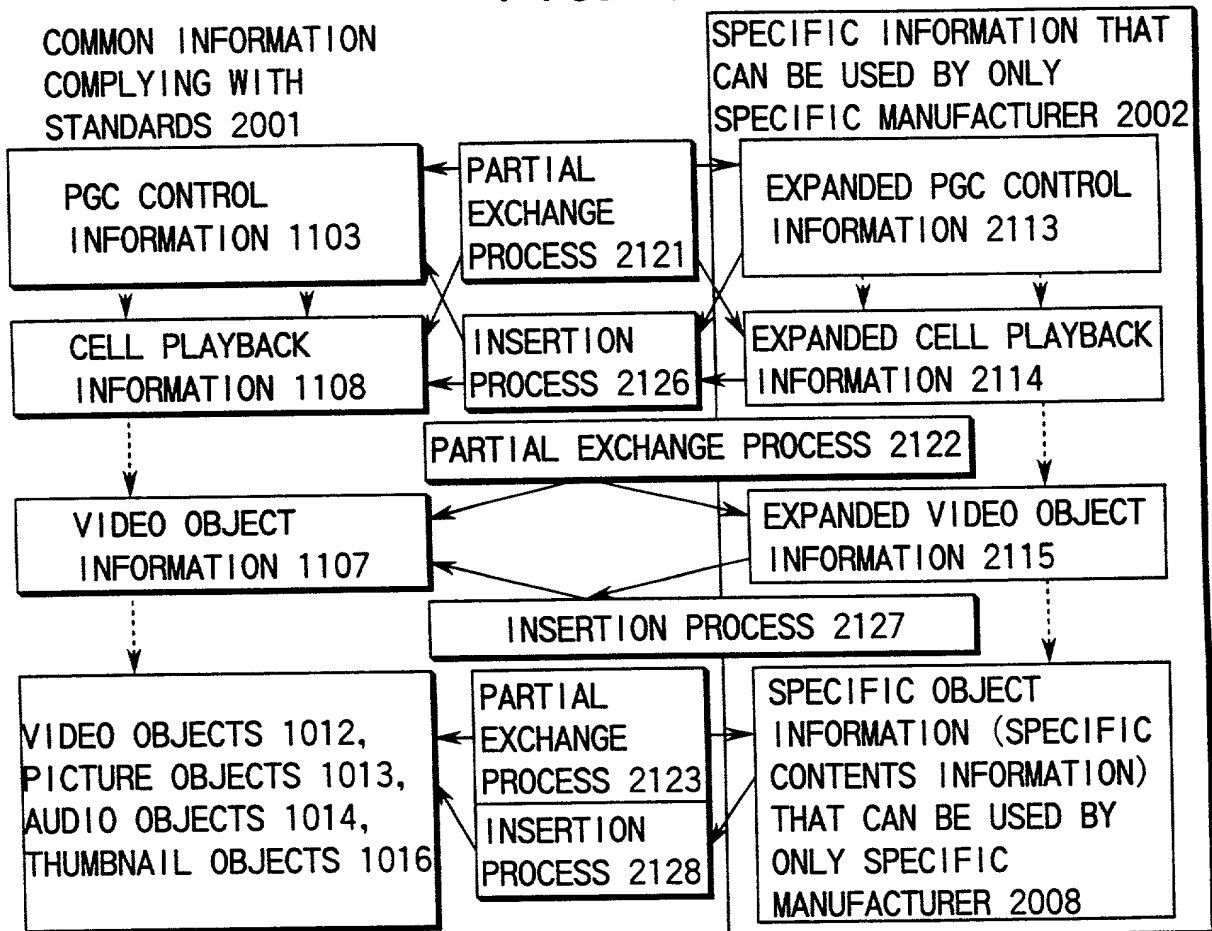 COMMON INFORMATION
COMPLYING WITH
STANDARDS 2001
SPECIFIC INFORMATION THAT
CAN BE USED BY ONLY
SPECIFIC MANUFACTURER 2002
PGC CONTROL
INFORMATION 1103
PARTIAL
EXCHANGE
PROCESS 2121
EXPANDED PGC CONTROL
INFORMATION 2113
CELL PLAYBACK
INFORMATION 1108
INSERTION
PROCESS 2126
EXPANDED CELL PLAYBACK
INFORMATION 2114
PARTIAL EXCHANGE PROCESS 2122
VIDEO OBJECT
INFORMATION 1107
EXPANDED VIDEO OBJECT
INFORMATION 2115
INSERTION PROCESS 2127
VIDEO OBJECTS 1012,
PICTURE OBJECTS 1013,
AUDIO OBJECTS 1014,
THUMBNAIL OBJECTS 1016
PARTIAL
EXCHANGE
PROCESS 2123
INSERTION
PROCESS 2128
SPECIFIC OBJECT
INFORMATION (SPECIFIC
CONTENTS INFORMATION)
THAT CAN BE USED BY
ONLY SPECIFIC
MANUFACTURER 2008